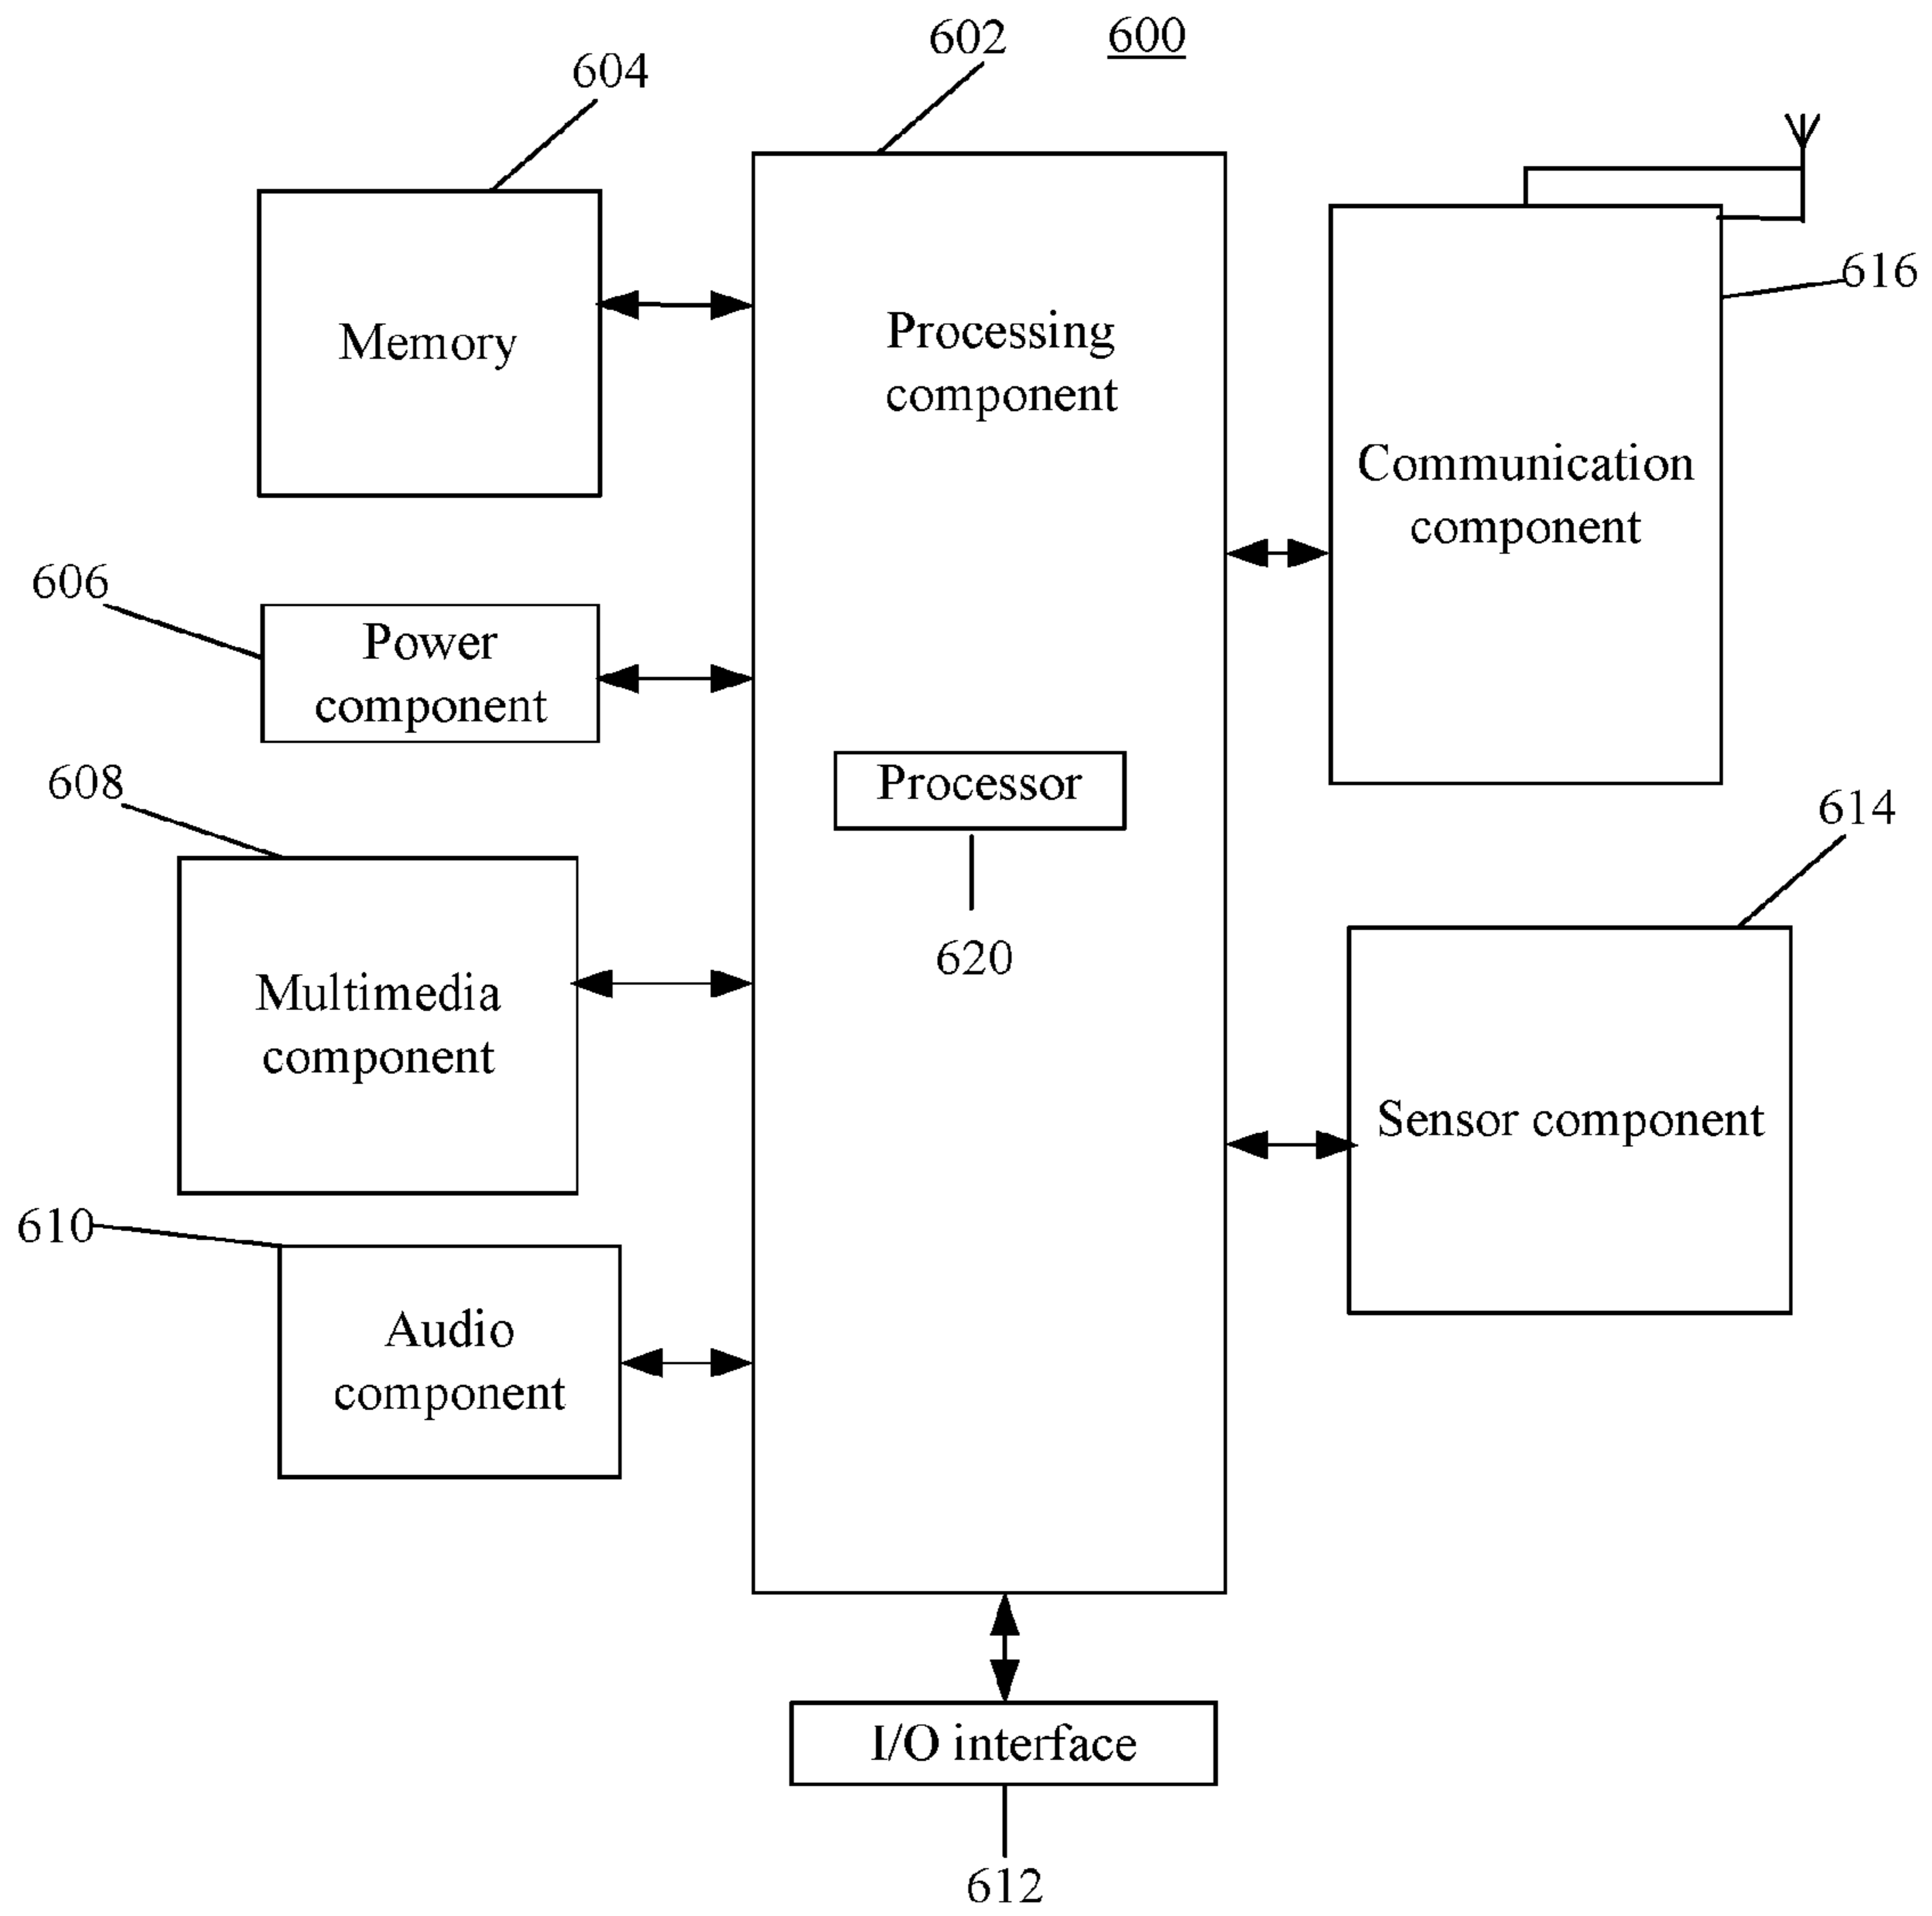 600
602
604
Memory
Processing
component
616
Communication
component
606
Power
component
608
Processor
620
614
Multimedia
component
Sensor component
610
Audio
component
I/O interface
612